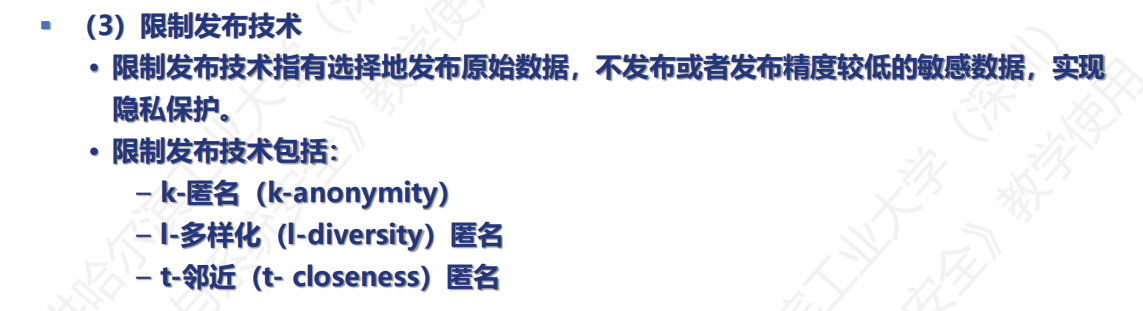 ▪ （3）限制发布技术
• 限制发布技术指有选择地发布原始数据，不发布或者发布精度较低的敏感数据，实现
隐私保护。
• 限制发布技术包括：
– k-匿名（k-anonymity）
– l-多样化（l-diversity）匿名
– t-邻近（t- closeness）匿名